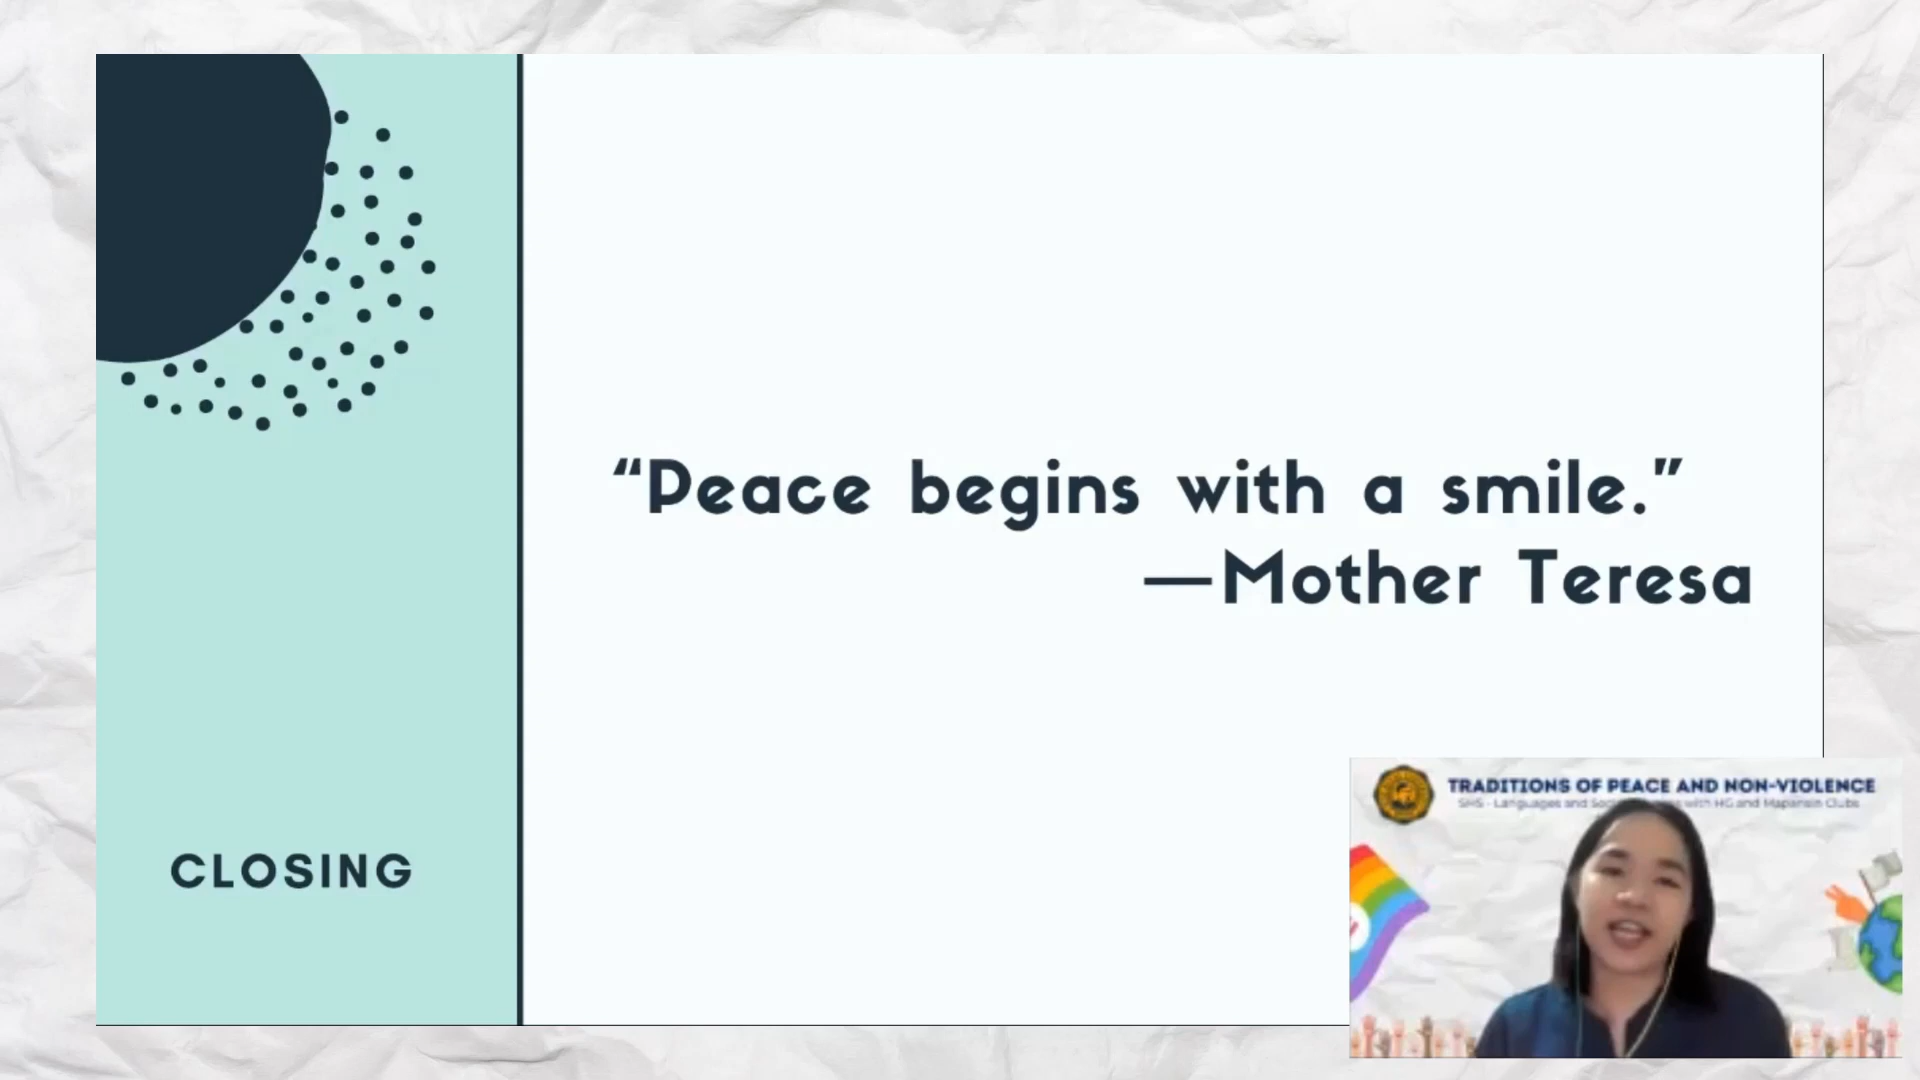 “Peace begins with a smile.”
—Mother Teresa
CLOSING
TRADITIONS OF PEACE AND NON-VIOLENCE
SHS - Languages and with HG and Mapansin Clubs